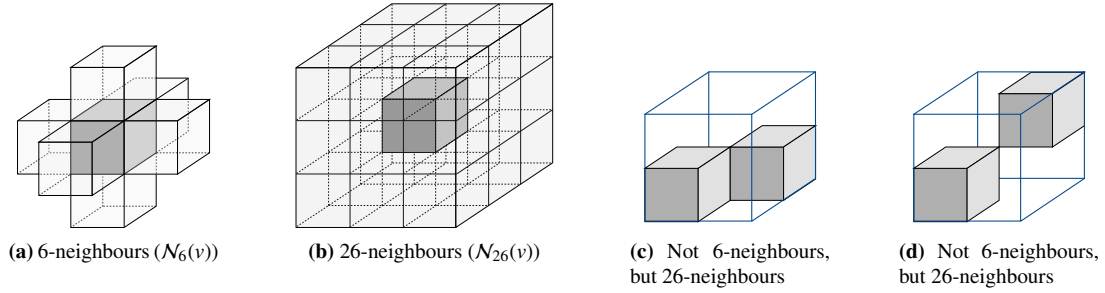 (a) 6-neighbours (𝒩6(v))
(b) 26-neighbours (𝒩26(v))
(c) Not 6-neighbours,
but 26-neighbours
(d) Not 6-neighbours,
but 26-neighbours